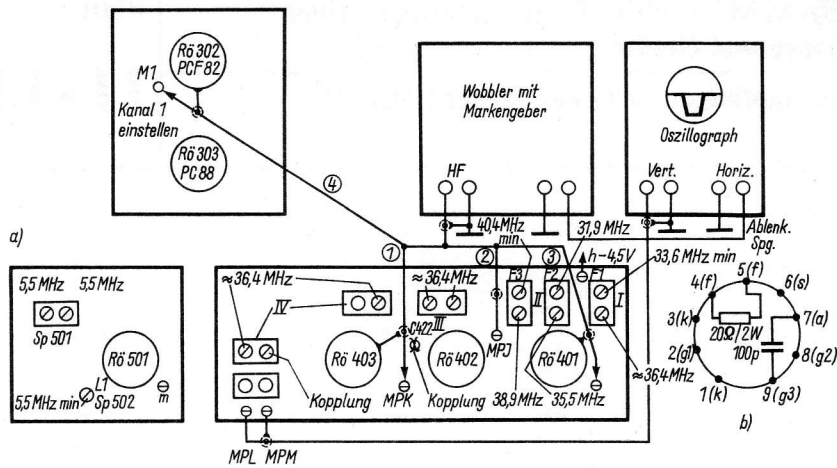 Rö 302
PCF 82
M1
Kanal 1
einstellen
Rö 303
PC 88
④
a)
Wobbler mit
Markengeber
HF
Oszillograph
Vert.
Horiz.
Ablenk.
Spg.
5,5 MHz
5,5 MHz
Sp 501
Rö 501
L1
5,5 MHz min
Sp 502
m
①
②
③
40,4 MHz
min
31,9 MHz
h-4,5V
33,6 MHz min
≈36,4 MHz
IV
≈36,4 MHz
III
F3
II
F2
F1
I
C422
Rö 403
Rö 402
MPJ
Rö 401
≈36,4 MHz
Kopplung
MPK
Kopplung
38,9 MHz
35,5 MHz
MPL
MPM
5(f)
4(f)
6(s)
3(k)
20Ω/2W
7(a)
2(g1)
100p
8(g2)
1(k)
9(g3)
b)